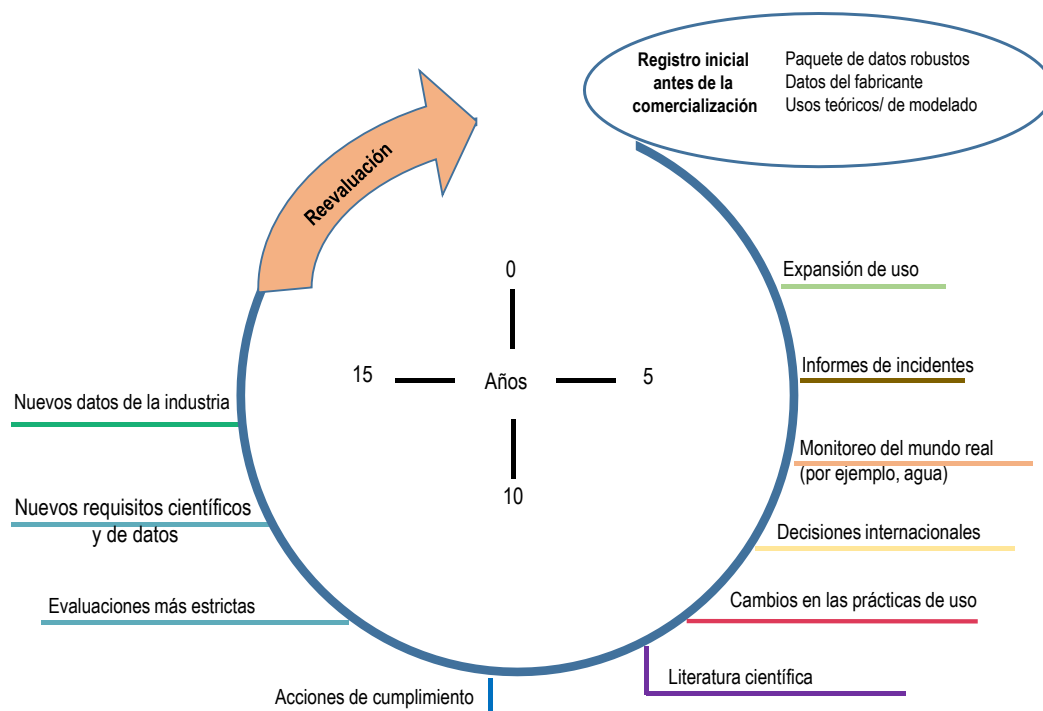 Registro inicial
antes de la
comercialización
Paquete de datos robustos
Datos del fabricante
Usos teóricos/ de modelado
Reevaluación
0
15
Años
5
10
Expansión de uso
Informes de incidentes
Monitoreo del mundo real
(por ejemplo, agua)
Decisiones internacionales
Cambios en las prácticas de uso
Literatura científica
Acciones de cumplimiento
Evaluaciones más estrictas
Nuevos requisitos científicos
y de datos
Nuevos datos de la industria